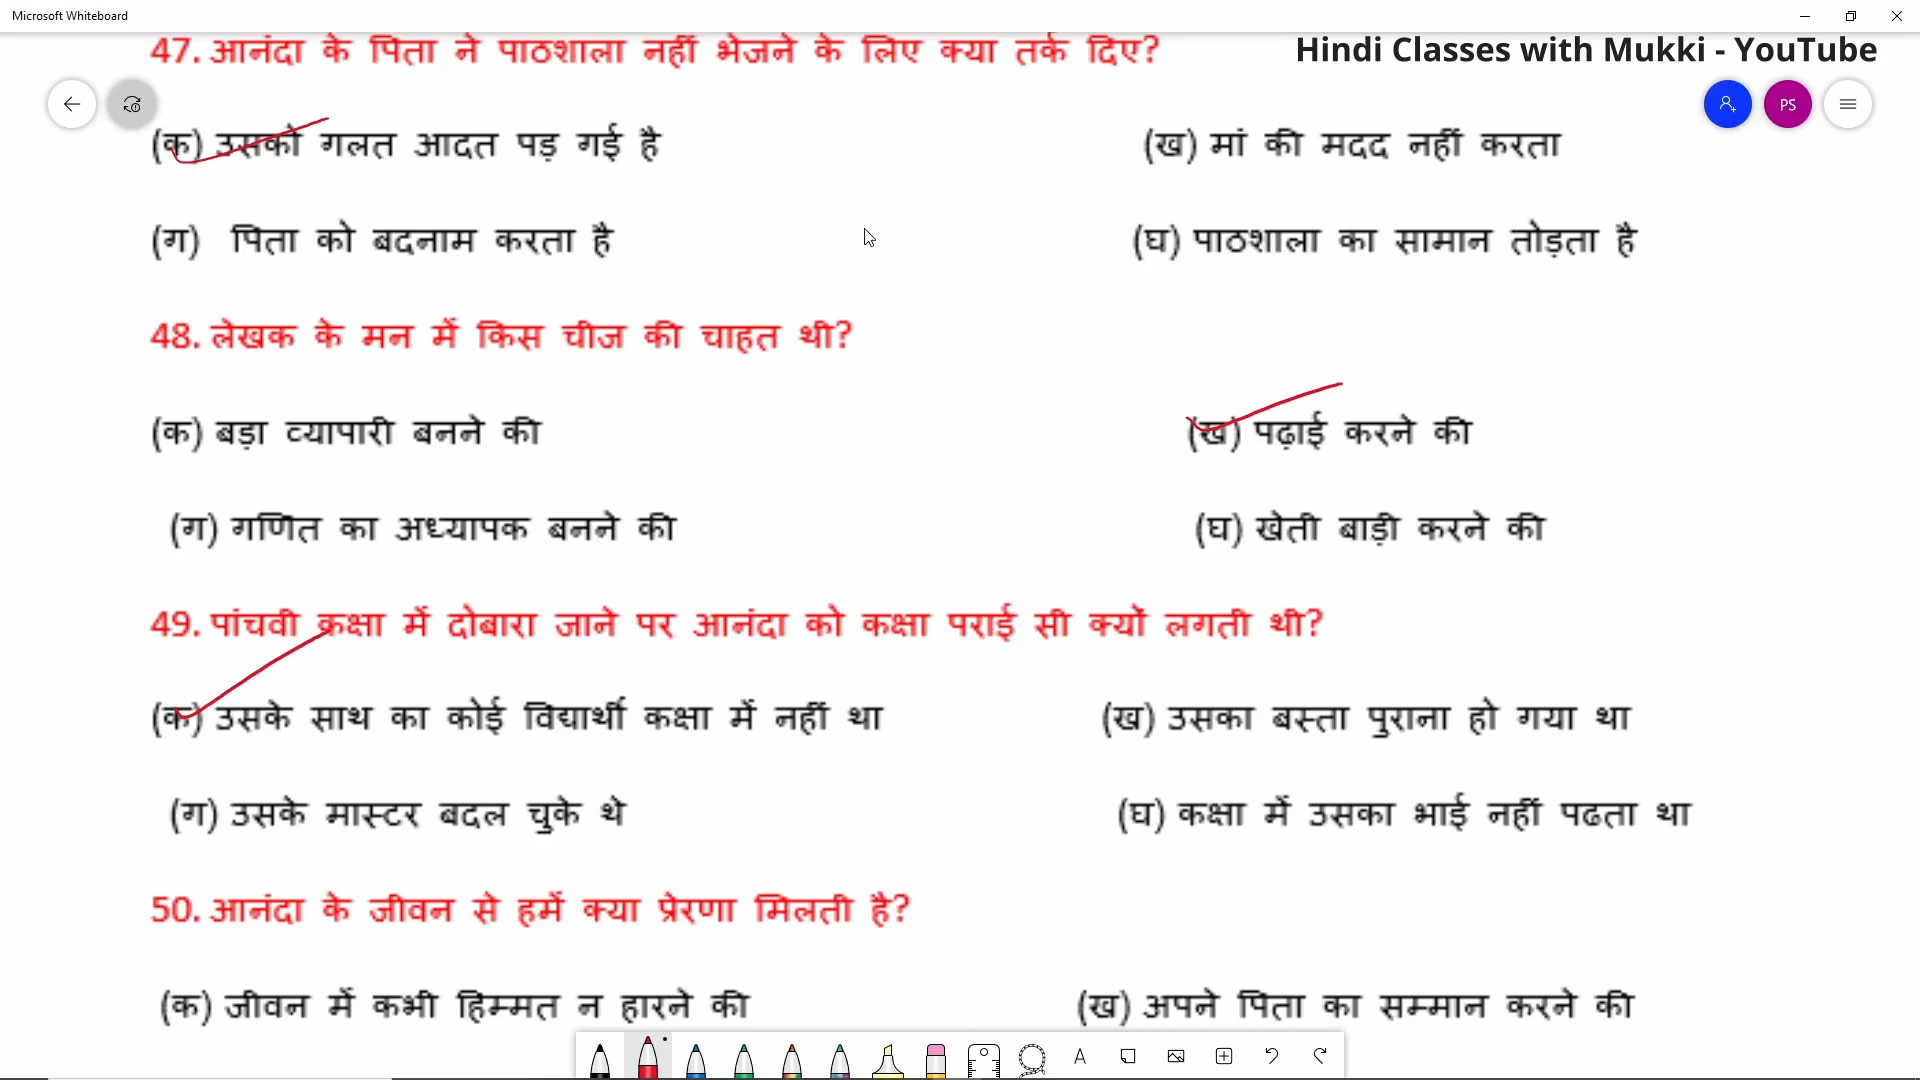 Microsoft Whiteboard
47. आनंदा के पिता ने पाठशाला नहीं भेजने के लिए क्या तर्क दिए?
Hindi Classes with Mukki - YouTube
PS
(क) उसको गलत आदत पड़ गई है
(ख) मां की मदद नहीं करता
(ग) पिता को बदनाम करता है
(घ) पाठशाला का सामान तोड़ता है
48. लेखक के मन में किस चीज की चाहत थी?
(क) बड़ा व्यापारी बनने की
(ख) पढ़ाई करने की
(ग) गणित का अध्यापक बनने की
(घ) खेती बाड़ी करने की
49. पांचवी कक्षा में दोबारा जाने पर आनंदा को कक्षा पराई सी क्यों लगती थी?
(क) उसके साथ का कोई विद्यार्थी कक्षा में नहीं था
(ख) उसका बस्ता पुराना हो गया था
(ग) उसके मास्टर बदल चुके थे
(घ) कक्षा में उसका भाई नहीं पढता था
50. आनंदा के जीवन से हमें क्या प्रेरणा मिलती है?
(क) जीवन में कभी हिम्मत न हारने की
(ख) अपने पिता का सम्मान करने की